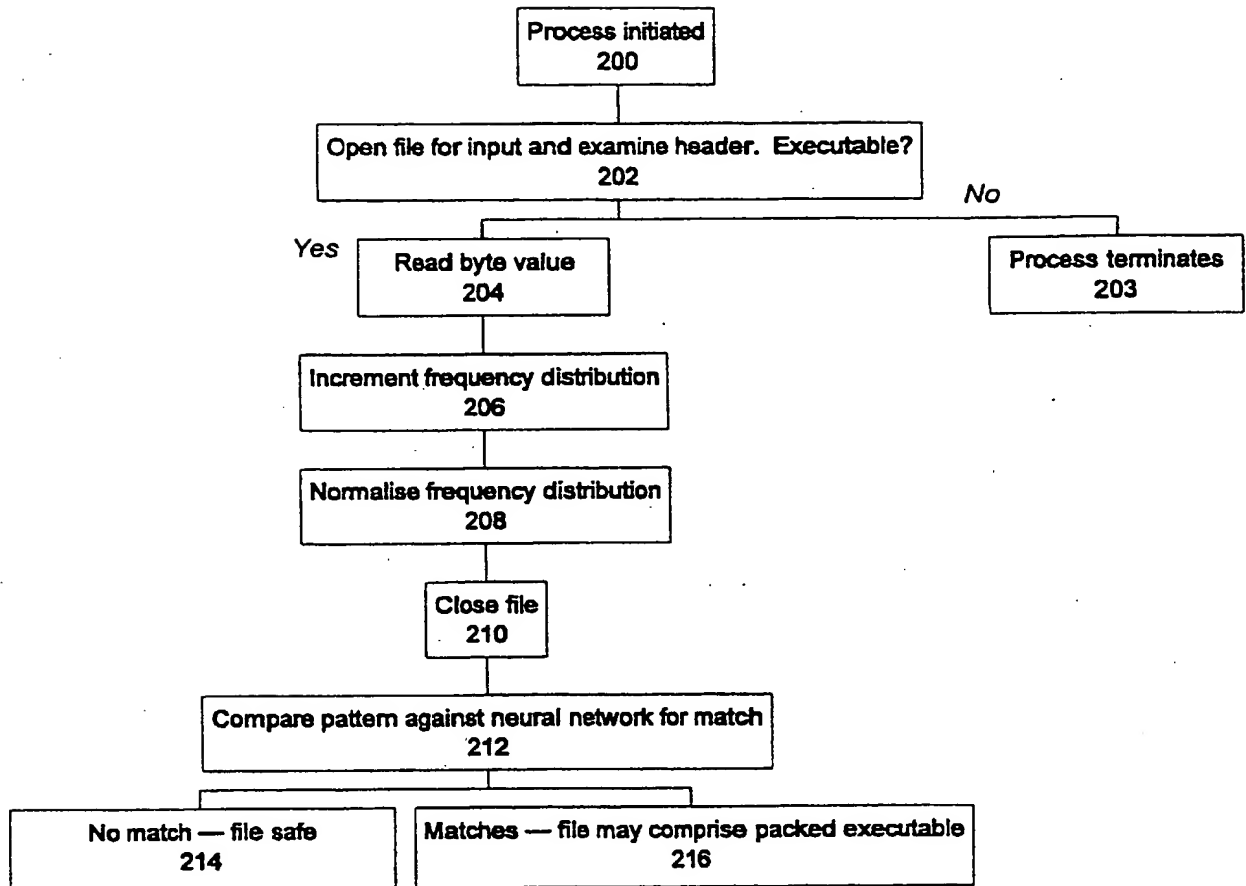 Process initiated
200
Open file for input and examine header. Executable?
202
No
Yes
Read byte value
204
Process terminates
203
Increment frequency distribution
206
Normalise frequency distribution
208
Close file
210
Compare pattern against neural network for match
212
No match — file safe
214
Matches — file may comprise packed executable
216